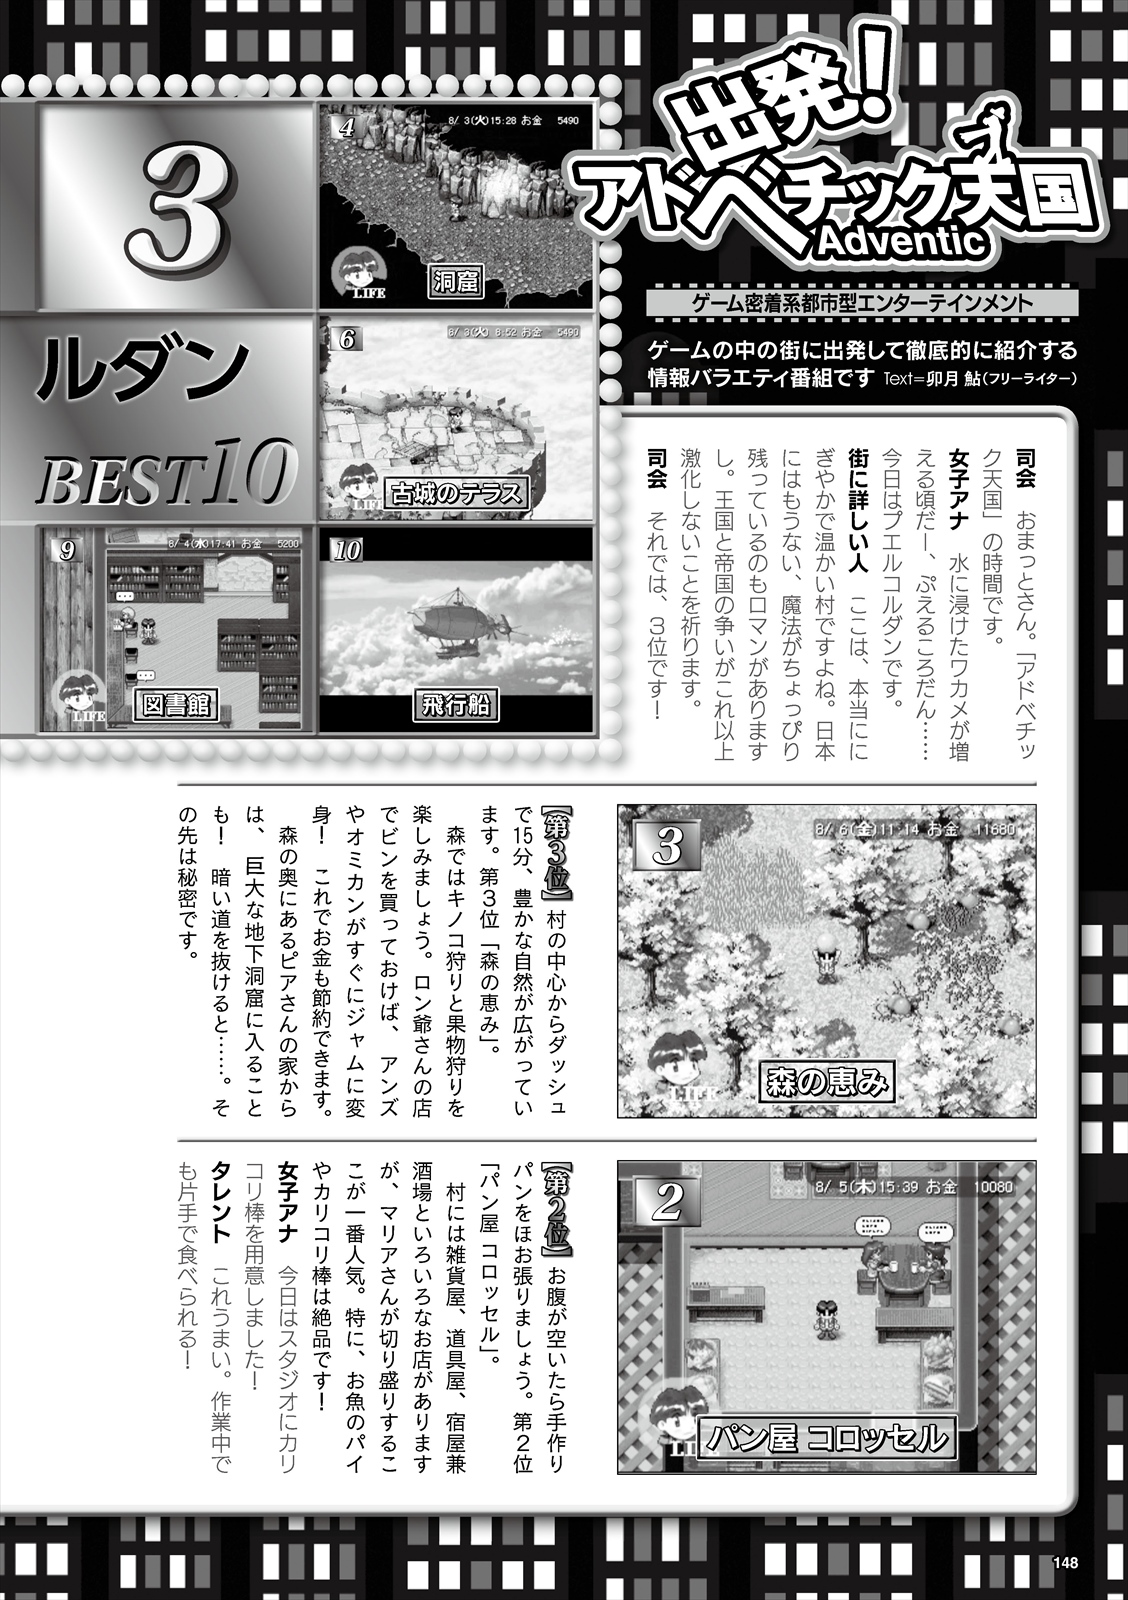 出発!
アドベチック天国
Adventic
ゲーム密着系都市型エンターテインメント
ゲームの中の街に出発して徹底的に紹介する
情報バラエティ番組です Text=卯月 鮎(フリーライター)
3
ルダン
BEST10
4
8/ 3(火)15:28 お金 5490
LIFE
洞窟
6
8/ 3(火) 8:52 お金 5490
LIFE
古城のテラス
9
8/ 4(水)17:41 お金 5200
LIFE
図書館
10
飛行船
司会 おまっとさん。「アドベチッ
ク天国」の時間です。
女子アナ 水に浸けたワカメが増
える頃だー、ぷえるころだん……
今日はプエルコルダンです。
街に詳しい人 ここは、本当にに
ぎやかで温かい村ですよね。日本
にはもうない、魔法がちょっぴり
残っているのもロマンがあります
し。王国と帝国の争いがこれ以上
激化しないことを祈ります。
司会 それでは、3位です!
3
8/ 6(金)11:14 お金 11680
LIFE
森の恵み
【第3位】村の中心からダッシュ
で15分、豊かな自然が広がってい
ます。第3位「森の恵み」。
森ではキノコ狩りと果物狩りを
楽しみましょう。ロン爺さんの店
でビンを買っておけば、アンズ
やオミカンがすぐにジャムに変
身! これでお金も節約できます。
森の奥にあるピアさんの家から
は、巨大な地下洞窟に入ること
も! 暗い道を抜けると……。そ
の先は秘密です。
2
8/ 5(木)15:39 お金 10080
パン屋 コロッセル
【第2位】お腹が空いたら手作り
パンをほお張りましょう。第2位
「パン屋 コロッセル」。
村には雑貨屋、道具屋、宿屋兼
酒場といろいろなお店があります
が、マリアさんが切り盛りするこ
こが一番人気。特に、お魚のパイ
やカリコリ棒は絶品です!
女子アナ 今日はスタジオにカリ
コリ棒を用意しました!
タレント これうまい。作業中で
も片手で食べられる!
148